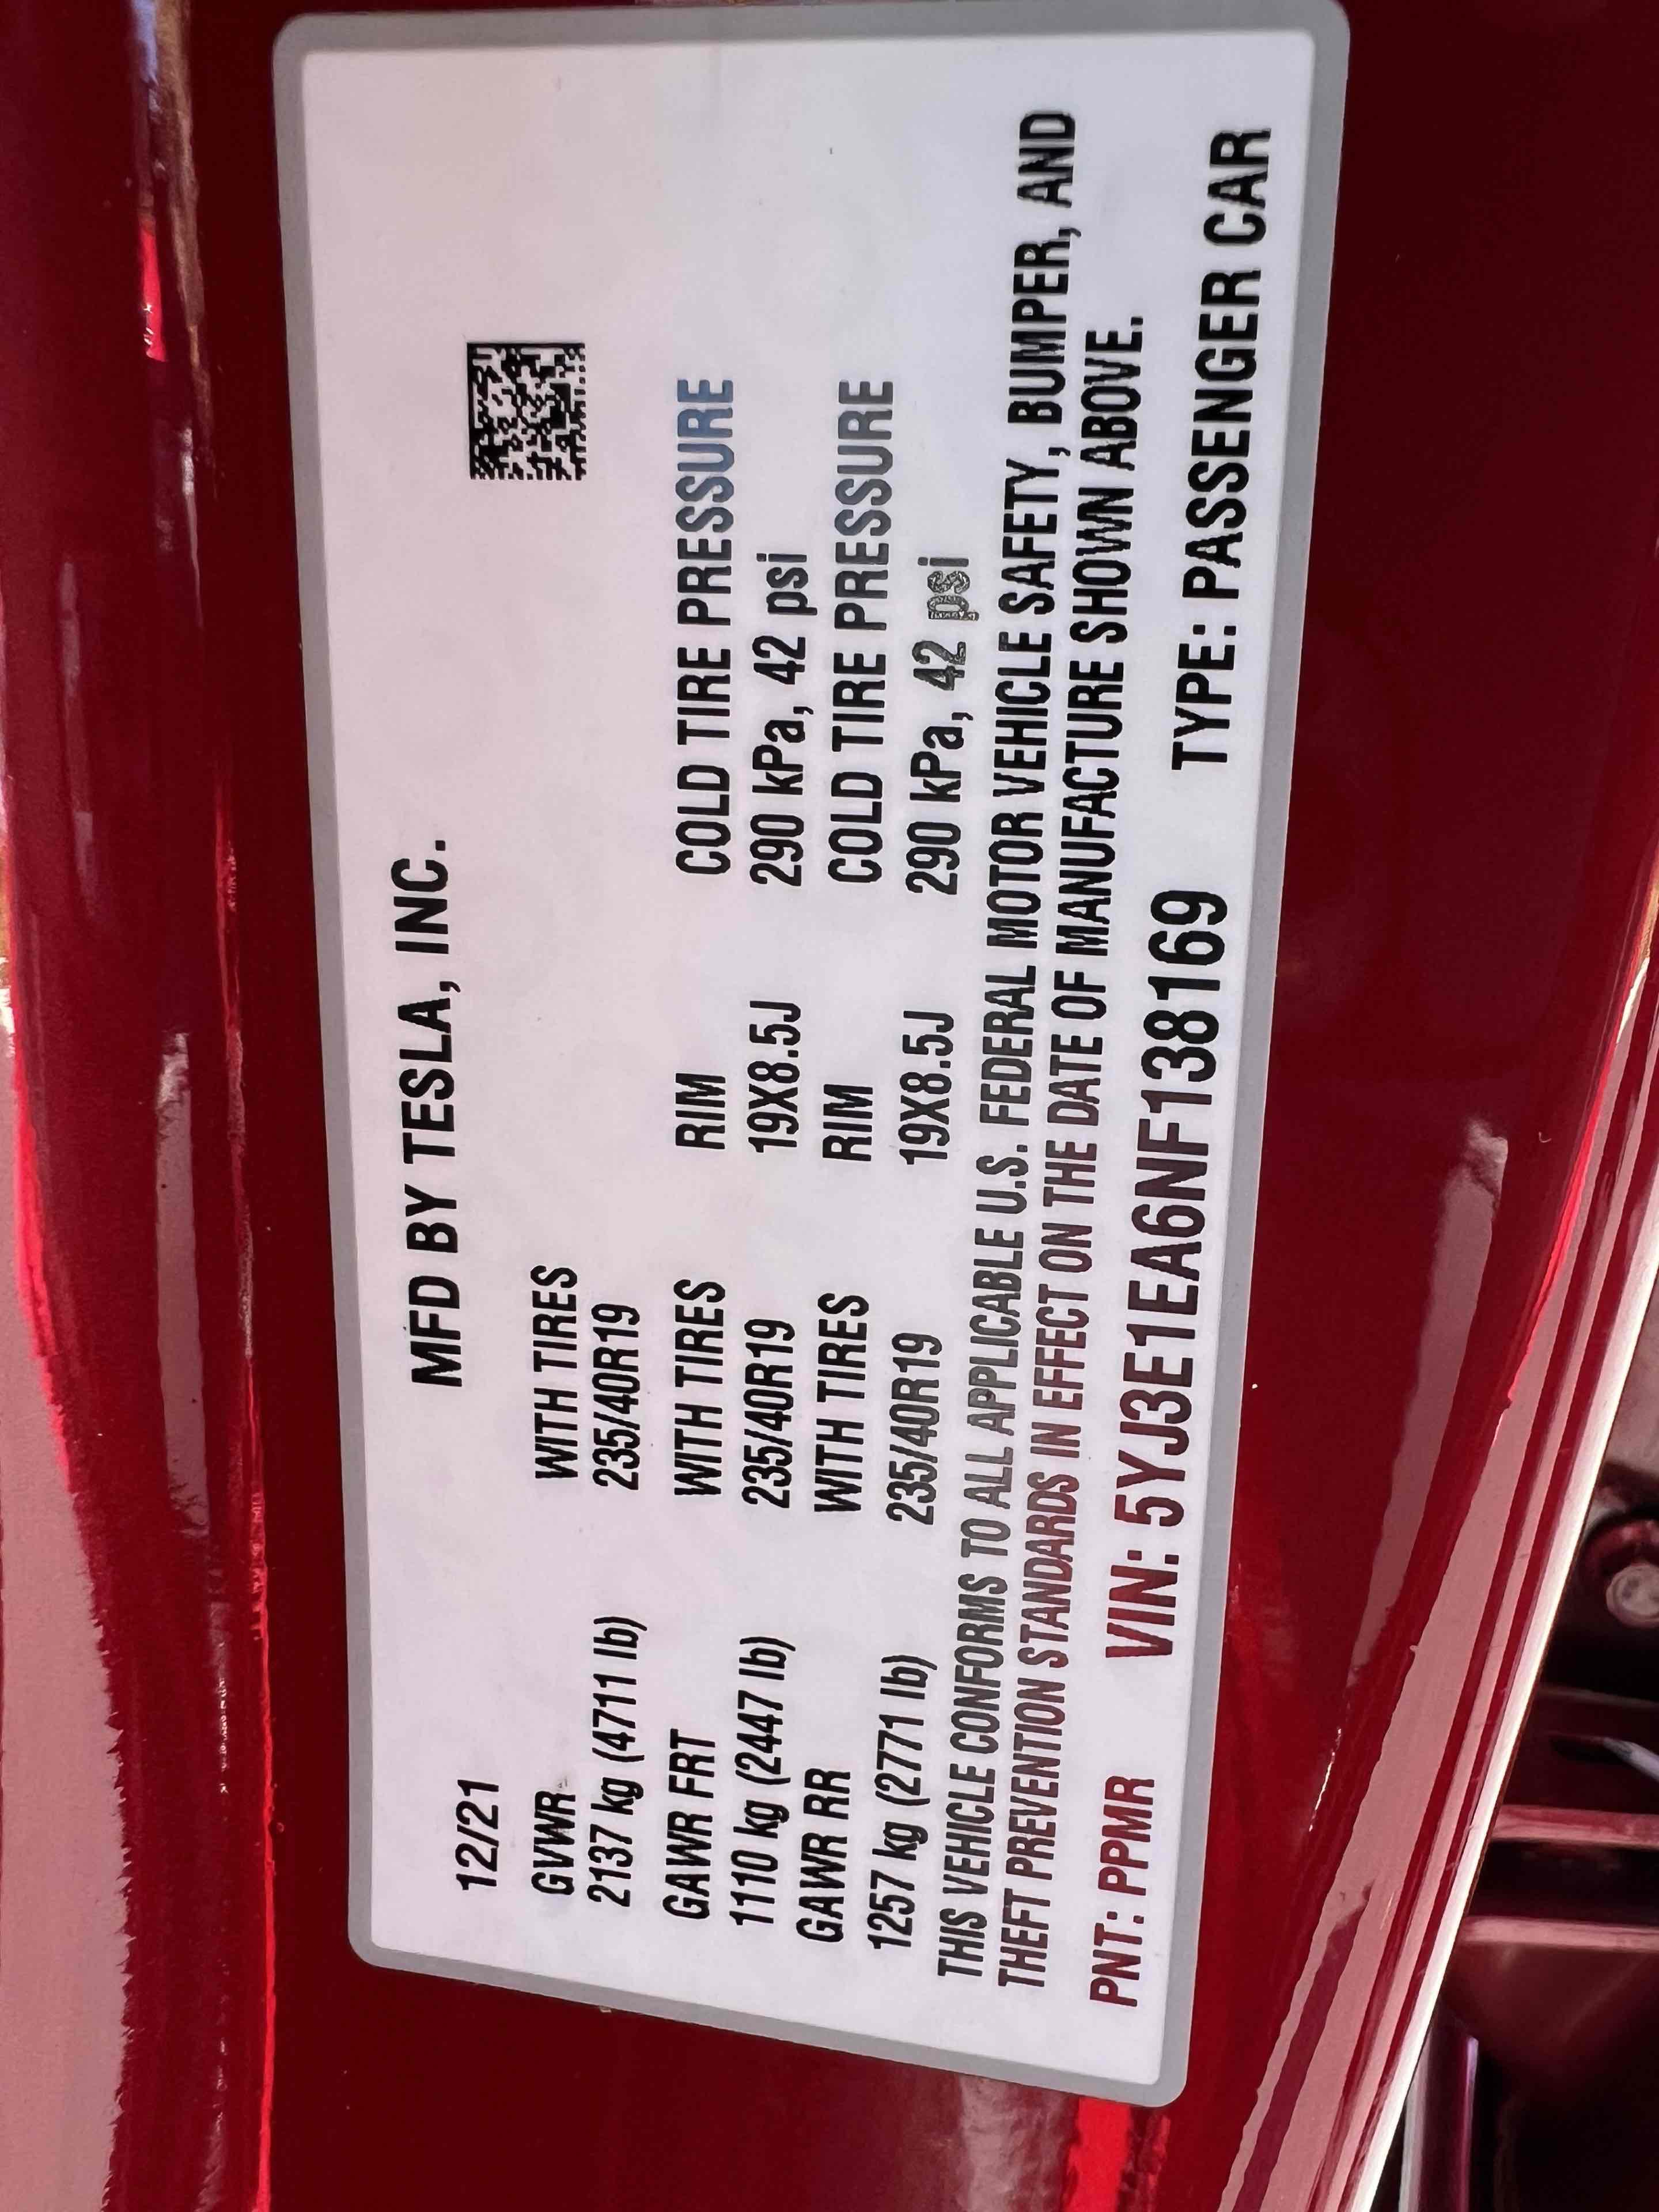 MFD BY TESLA, INC.
12/21
GVWR WITH TIRES
2137 kg (4711 lb) 235/40R19
GAWR FRT WITH TIRES RIM COLD TIRE PRESSURE
1110 kg (2447 lb) 235/40R19 19X8.5J 290 kPa, 42 psi
GAWR RR WITH TIRES RIM COLD TIRE PRESSURE
1257 kg (2771 lb) 235/40R19 19X8.5J 290 kPa, 42 psi
THIS VEHICLE CONFORMS TO ALL APPLICABLE U.S. FEDERAL MOTOR VEHICLE SAFETY, BUMPER, AND
THEFT PREVENTION STANDARDS IN EFFECT ON THE DATE OF MANUFACTURE SHOWN ABOVE.
PNT: PPMR VIN: 5YJ3E1EA6NF138169 TYPE: PASSENGER CAR